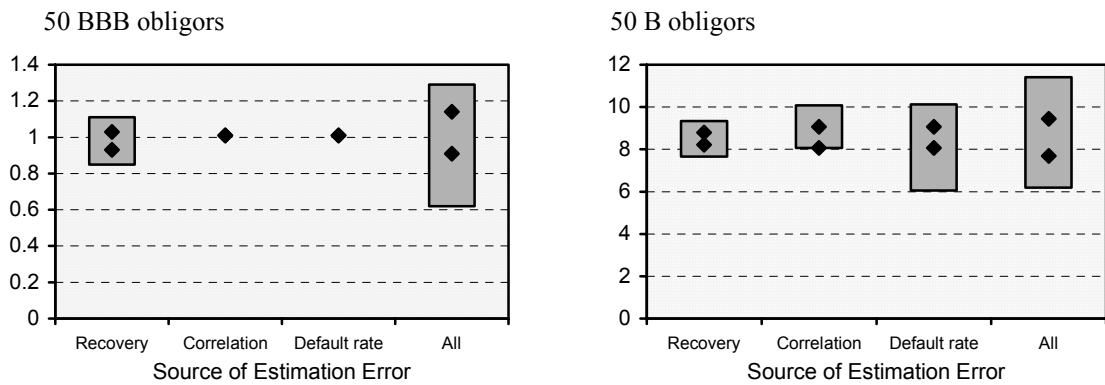 50 BBB obligors
1.4
1.2
1
0.8
0.6
0.4
0.2
0
Recovery Correlation Default rate All
Source of Estimation Error
50 B obligors
12
10
8
6
4
2
0
Recovery Correlation Default rate All
Source of Estimation Error